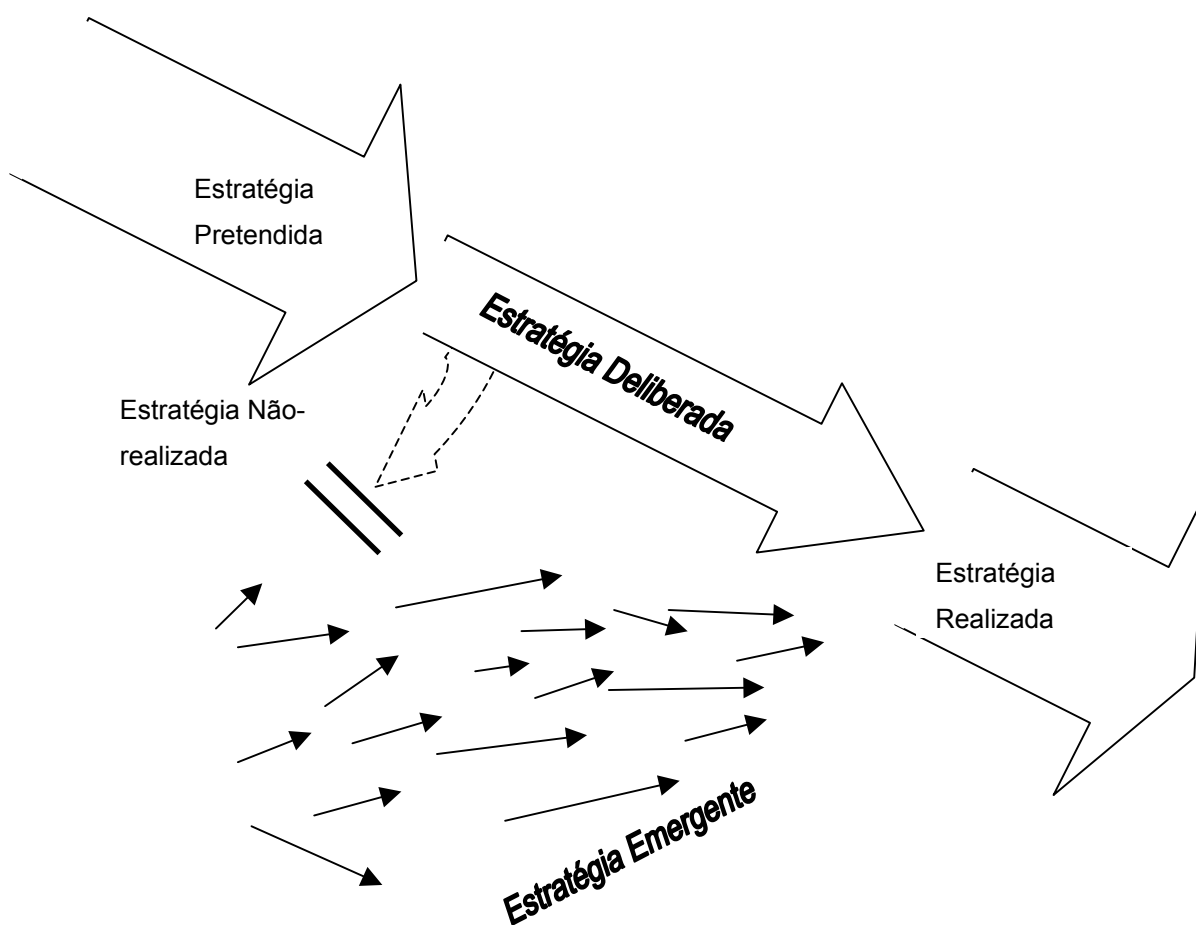 Estratégia
Pretendida
Estratégia Deliberada
Estratégia Não-
realizada
Estratégia
Realizada
Estratégia Emergente